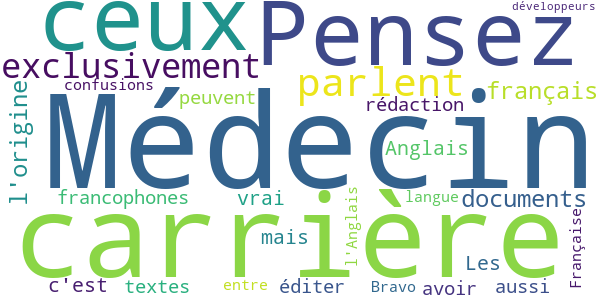 développeurs
ceux
Pensez
exclusivement
parlent
confusions
français
peuvent
rédaction
l'origine
Médecin
Anglais
francophones
vrai
l'Anglais
langue
documents
carrière
mais
Française
Les
c'est
textes
entre
éditer
Bravo
avoir
aussi